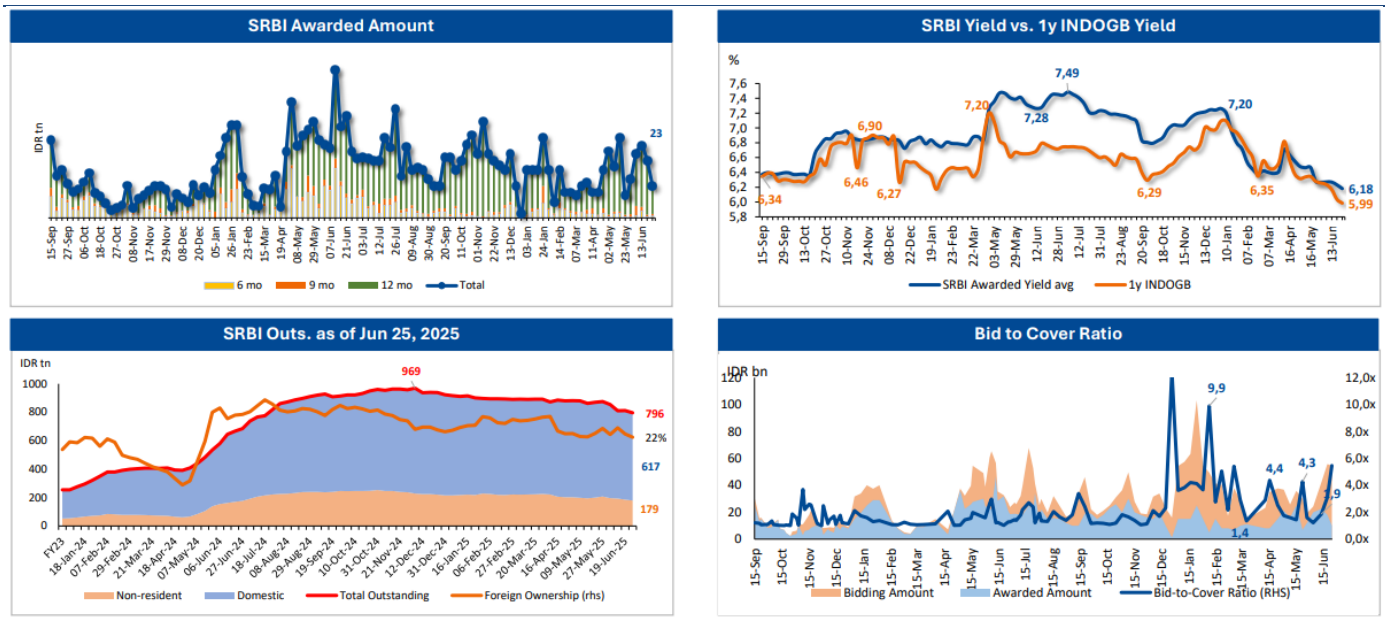 SRBI Awarded Amount
IDR tn
23
15-Sep
27-Sep
06-Oct
18-Oct
27-Oct
08-Nov
17-Nov
29-Nov
08-Dec
20-Dec
05-Jan
26-Jan
23-Feb
15-Mar
19-Apr
08-May
29-May
07-Jun
21-Jun
03-Jul
12-Jul
26-Jul
09-Aug
30-Aug
20-Sep
11-Oct
01-Nov
22-Nov
13-Dec
03-Jan
24-Jan
14-Feb
07-Mar
11-Apr
02-May
23-May
13-Jun
6 mo
9 mo
12 mo
Total
SRBI Yield vs. 1y INDOGB Yield
%
7,6
7,4
7,2
7,0
6,8
6,6
6,4
6,2
6,0
5,8
6,34
6,90
6,46
6,27
7,20
7,28
7,49
6,29
7,20
6,35
6,18
5,99
15-Sep
29-Sep
13-Oct
27-Oct
10-Nov
24-Nov
08-Dec
22-Dec
19-Jan
23-Feb
22-Mar
03-May
29-May
12-Jun
28-Jun
12-Jul
31-Jul
23-Aug
20-Sep
18-Oct
15-Nov
13-Dec
10-Jan
07-Feb
07-Mar
16-Apr
16-May
13-Jun
SRBI Awarded Yield avg
1y INDOGB
SRBI Outs. as of Jun 25, 2025
IDR tn
1000
800
600
400
200
0
969
796
22%
617
179
FY23
18-Jan-24
07-Feb-24
29-Feb-24
21-Mar-24
18-Apr-24
07-May-24
06-Jun-24
27-Jun-24
18-Jul-24
08-Aug-24
29-Aug-24
19-Sep-24
10-Oct-24
31-Oct-24
21-Nov-24
12-Dec-24
31-Dec-24
16-Jan-25
06-Feb-25
27-Feb-25
20-Mar-25
16-Apr-25
09-May-25
27-May-25
19-Jun-25
Non-resident
Domestic
Total Outstanding
Foreign Ownership (rhs)
Bid to Cover Ratio
IDR bn
120
100
80
60
40
20
0
12,0x
10,0x
8,0x
6,0x
4,0x
2,0x
0,0x
9,9
4,4
4,3
1,9
1,4
15-Sep
15-Oct
15-Nov
15-Dec
15-Jan
15-Feb
15-Mar
15-Apr
15-May
15-Jun
15-Jul
15-Aug
15-Sep
15-Oct
15-Nov
15-Dec
15-Jan
15-Feb
15-Mar
15-Apr
15-May
15-Jun
Bidding Amount
Awarded Amount
Bid-to-Cover Ratio (RHS)